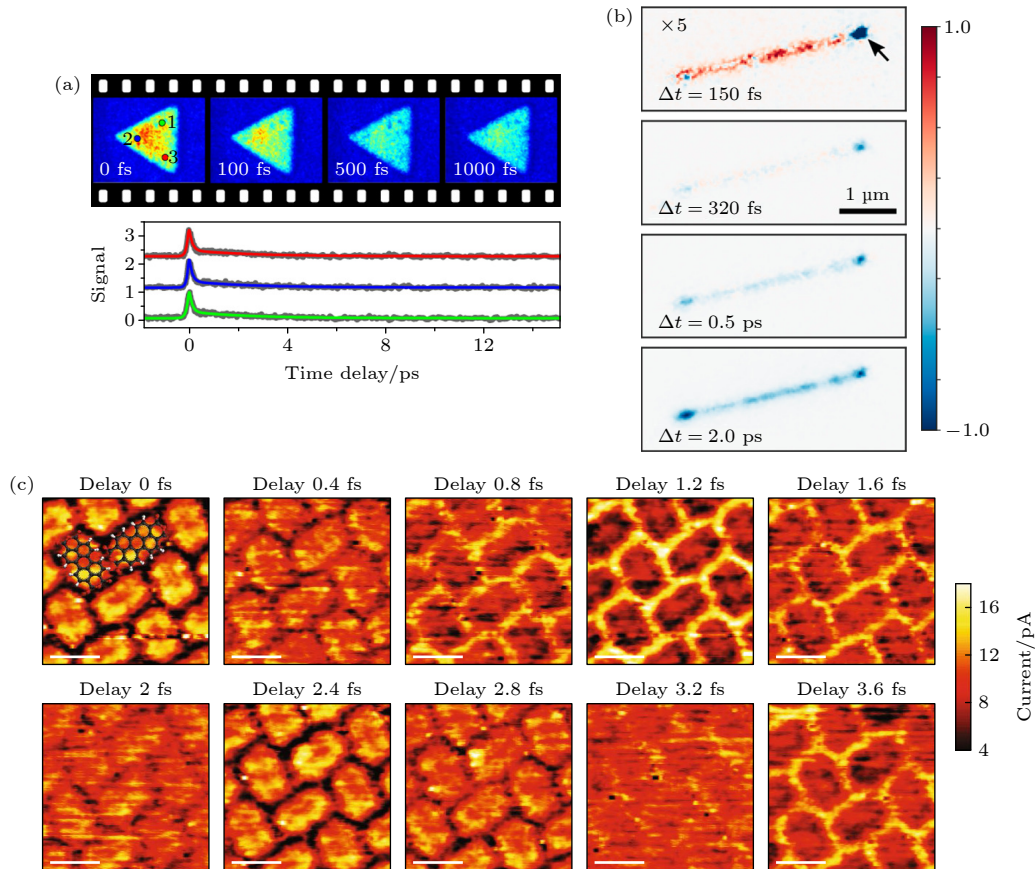 (a)
1
2
3
0 fs
100 fs
500 fs
1000 fs
3
2
1
0
Signal
0
4
8
12
Time delay/ps
(b)
×5
Δt = 150 fs
Δt = 320 fs
1 µm
Δt = 0.5 ps
Δt = 2.0 ps
1.0
−1.0
(c)
Delay 0 fs
Delay 0.4 fs
Delay 0.8 fs
Delay 1.2 fs
Delay 1.6 fs
Delay 2 fs
Delay 2.4 fs
Delay 2.8 fs
Delay 3.2 fs
Delay 3.6 fs
16
12
8
4
Current/pA